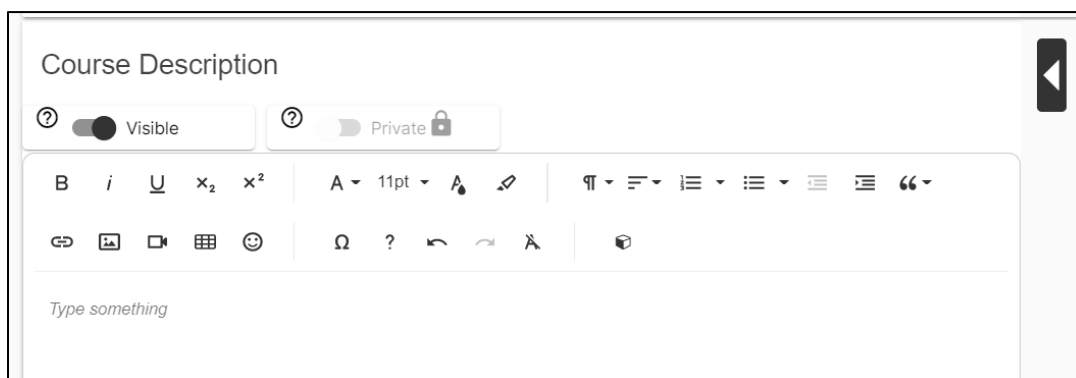 Course Description
Visible Private
B i U x₂ x² A 11pt A ¶
Ω ?
Type something